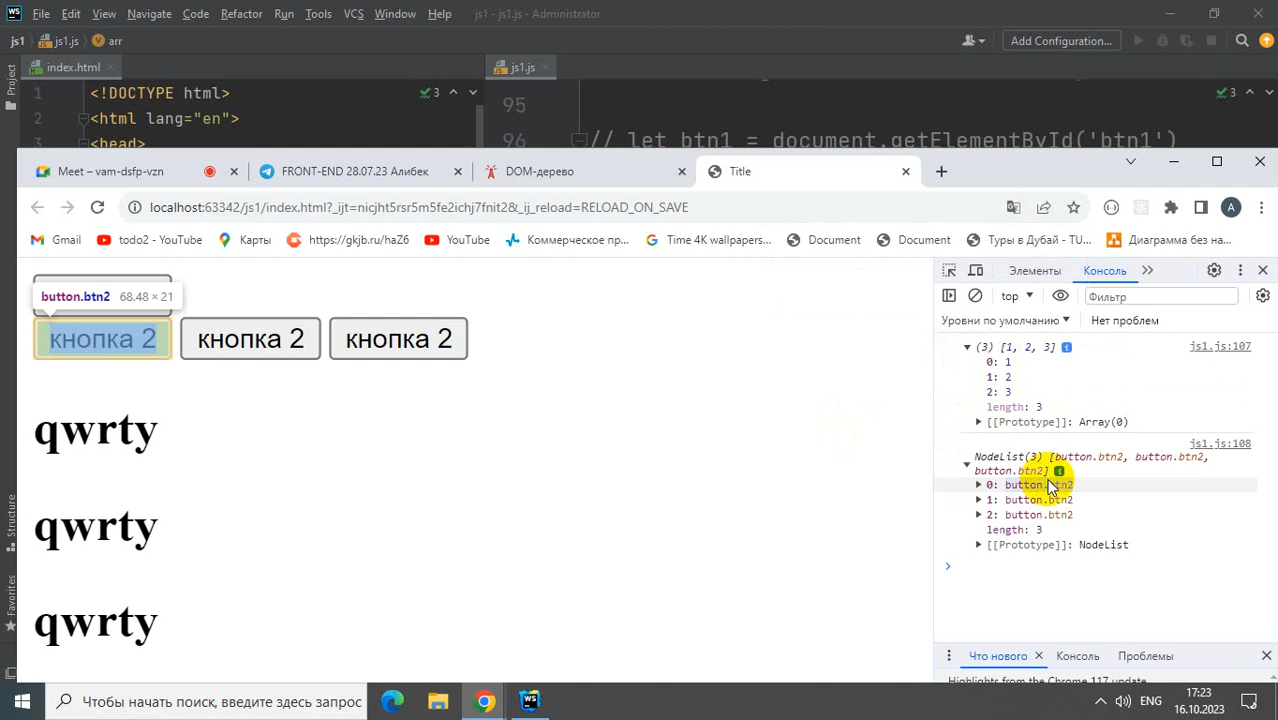 WS File Edit View Navigate Code Refactor Run Tools VCS Window Help js1 - js1.js - Administrator
js1 js1.js arr Add Configuration...
Project index.html js1.js
1 <!DOCTYPE html> 3 95 3
2 <html lang="en">
3 <head> 96 // let btn1 = document.getElementById('btn1')
Meet – vam-dsfp-vzn FRONT-END 28.07.23 Алибек DOM-дерево Title
localhost:63342/js1/index.html?_ijt=nicjht5rsr5m5fe2ichj7fnit2&_ij_reload=RELOAD_ON_SAVE A
Gmail todo2 - YouTube Карты https://gkjb.ru/haZ6 YouTube Коммерческое пр... Time 4K wallpapers... Document Document Туры в Дубай - TU... Диаграмма без на...
Элементы Консоль
button.btn2 68.48 × 21
top Фильтр
Уровни по умолчанию Нет проблем
кнопка 2 кнопка 2 кнопка 2
(3) [1, 2, 3] js1.js:107
0: 1
1: 2
2: 3
length: 3
[[Prototype]]: Array(0)
js1.js:108
NodeList(3) [button.btn2, button.btn2,
button.btn2]
0: button.btn2
1: button.btn2
2: button.btn2
length: 3
[[Prototype]]: NodeList
qwrty
qwrty
qwrty
Structure
Favorites
Что нового Консоль Проблемы
Highlights from the Chrome 117 update
Чтобы начать поиск, введите здесь запрос WS ENG 17:23
16.10.2023